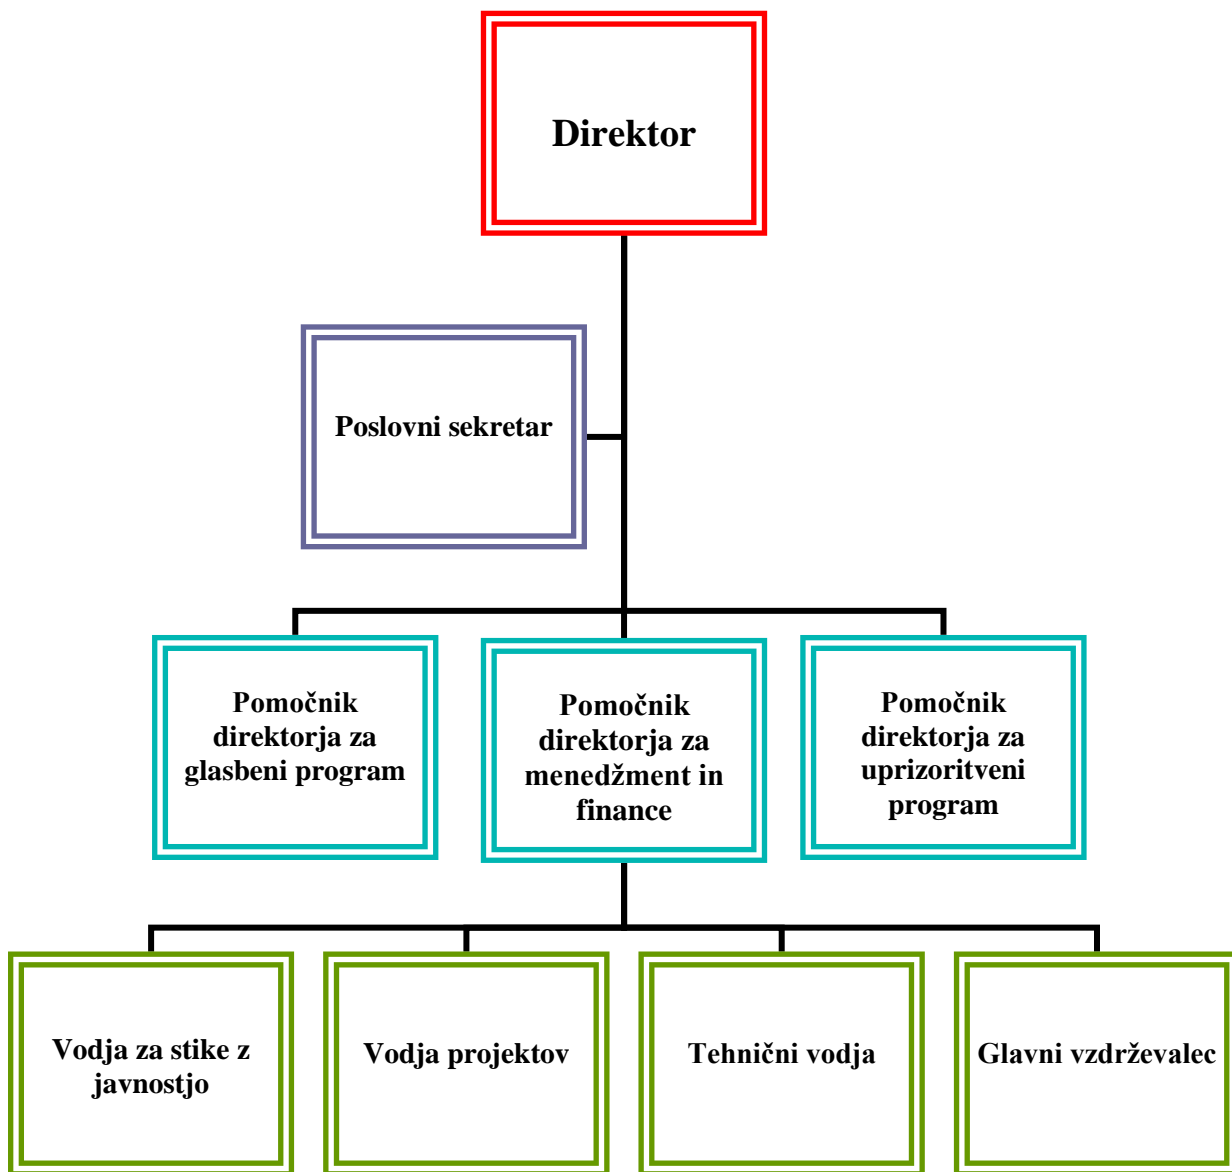 Direktor
Poslovni sekretar
Pomočnik
direktorja za
glasbeni program
Pomočnik
direktorja za
menedžment in
finance
Pomočnik
direktorja za
uprizoritveni
program
Vodja za stike z
javnostjo
Vodja projektov
Tehnični vodja
Glavni vzdrževalec